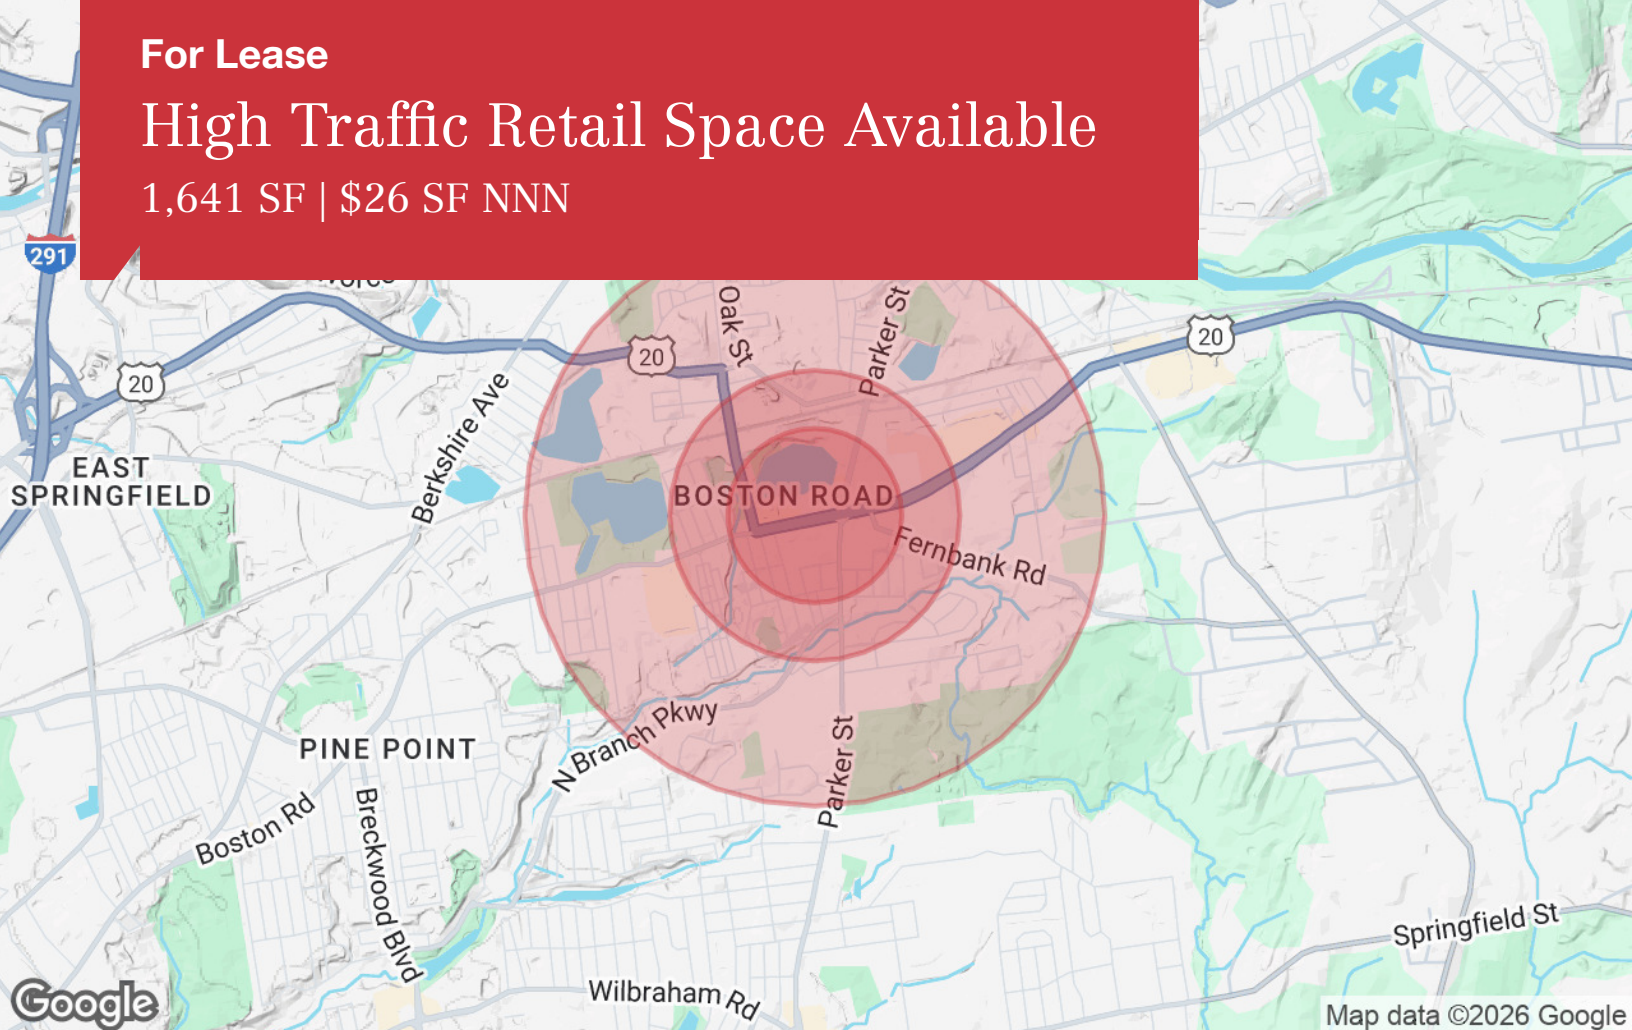 For Lease
High Traffic Retail Space Available
1,641 SF | $26 SF NNN
291
20
20
20
Oak St
Parker St
Berkshire Ave
EAST
SPRINGFIELD
BOSTON ROAD
Fernbank Rd
N Branch Pkwy
Parker St
PINE POINT
Boston Rd
Breckwood Blvd
Springfield St
Wilbraham Rd
Google
Map data ©2026 Google